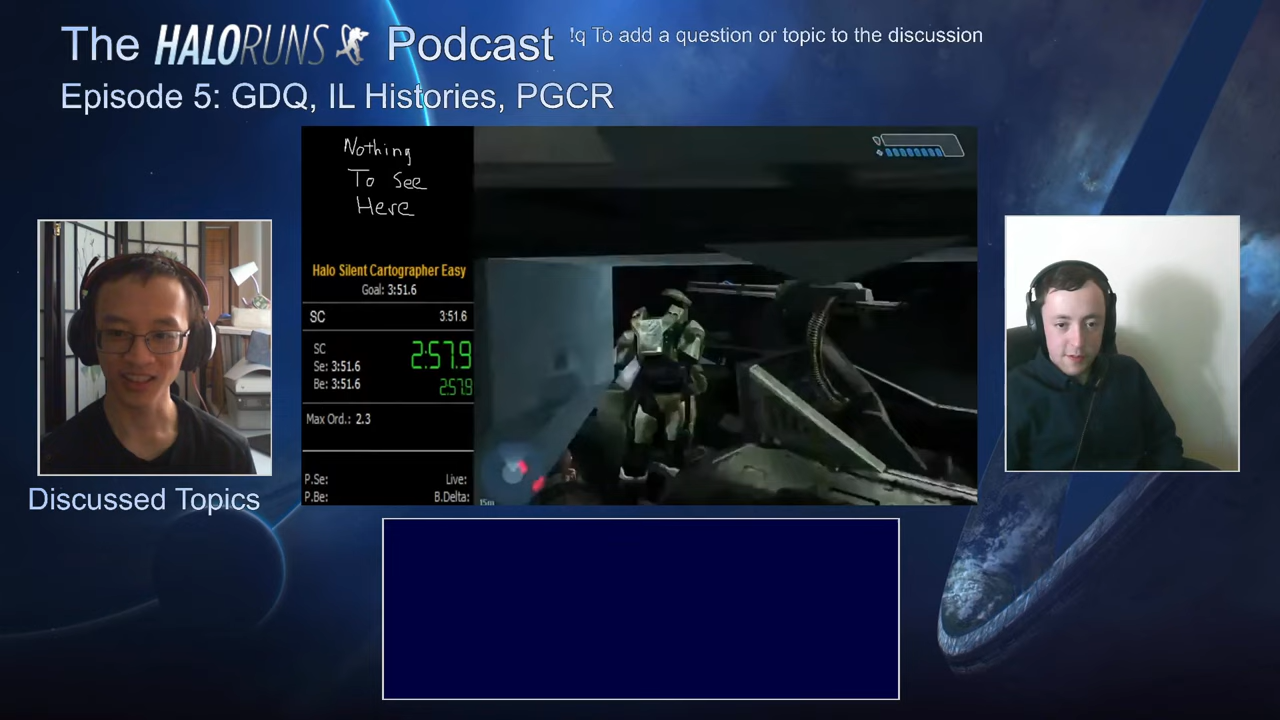 The HALORUNS Podcast
!q To add a question or topic to the discussion
Episode 5: GDQ, IL Histories, PGCR
Nothing
To See
Here
Halo Silent Cartographer Easy
Goal: 3:51.6
SC 3:51.6
SC
2:57.9
Se: 3:51.6
Be: 3:51.6
2:57.9
Max Ord.: 2.3
P.Se: Live:
P.Be: B.Delta:
15m
Discussed Topics